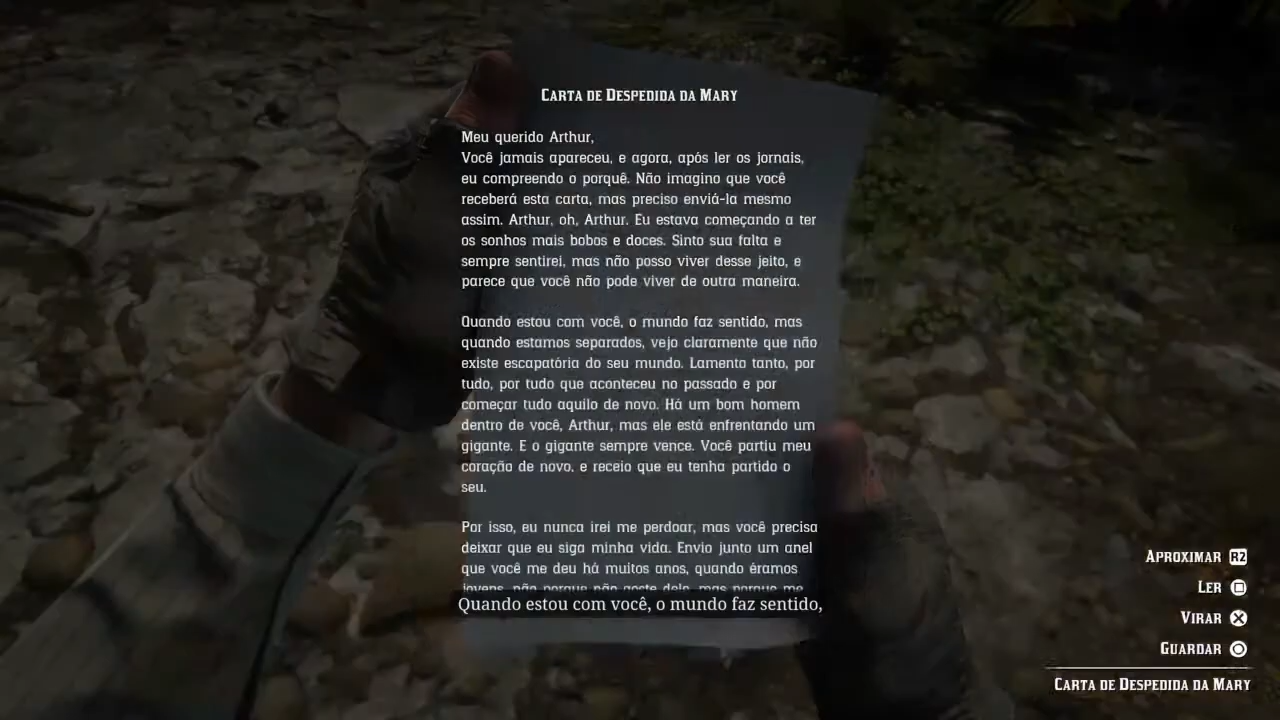 CARTA DE DESPEDIDA DA MARY
Meu querido Arthur,
Você jamais apareceu, e agora, após ler os jornais,
eu compreendo o porquê. Não imagino que você
receberá esta carta, mas preciso enviá-la mesmo
assim. Arthur, oh, Arthur. Eu estava começando a ter
os sonhos mais bobos e doces. Sinto sua falta e
sempre sentirei, mas não posso viver desse jeito, e
parece que você não pode viver de outra maneira.
Quando estou com você, o mundo faz sentido, mas
quando estamos separados, vejo claramente que não
existe escapatória do seu mundo. Lamento tanto, por
tudo, por tudo que aconteceu no passado e por
começar tudo aquilo de novo. Há um bom homem
dentro de você, Arthur, mas ele está enfrentando um
gigante. E o gigante sempre vence. Você partiu meu
coração de novo, e receio que eu tenha partido o
seu.
Por isso, eu nunca irei me perdoar, mas você precisa
deixar que eu siga minha vida. Envio junto um anel
que você me deu há muitos anos, quando éramos
jovens, não porque não goste dele, mas porque me
Quando estou com você, o mundo faz sentido,
APROXIMAR R2
LER
VIRAR
GUARDAR
CARTA DE DESPEDIDA DA MARY